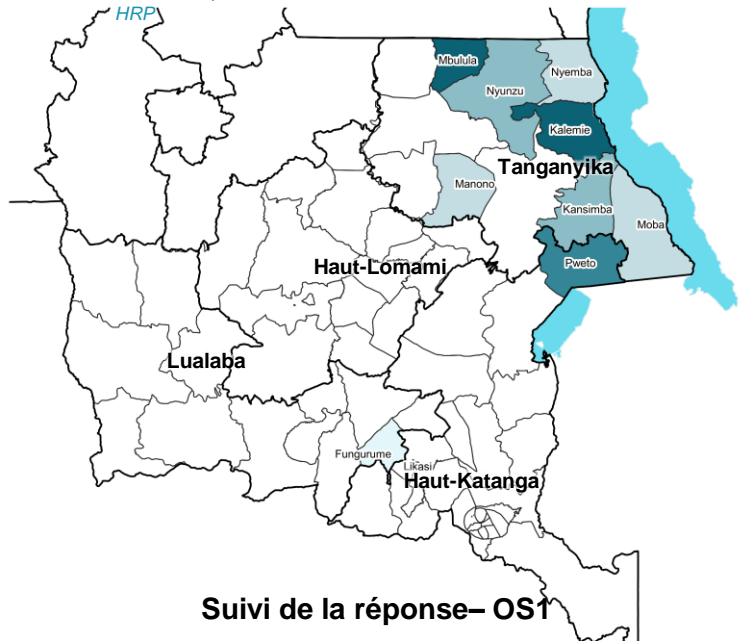 HRP
Mbulula
Nyemba
Nyunzu
Kalemie
Tanganyika
Manono
Kansimba
Moba
Haut-Lomami
Pweto
Lualaba
Fungurume
Likasi
Haut-Katanga
Suivi de la réponse– OS1